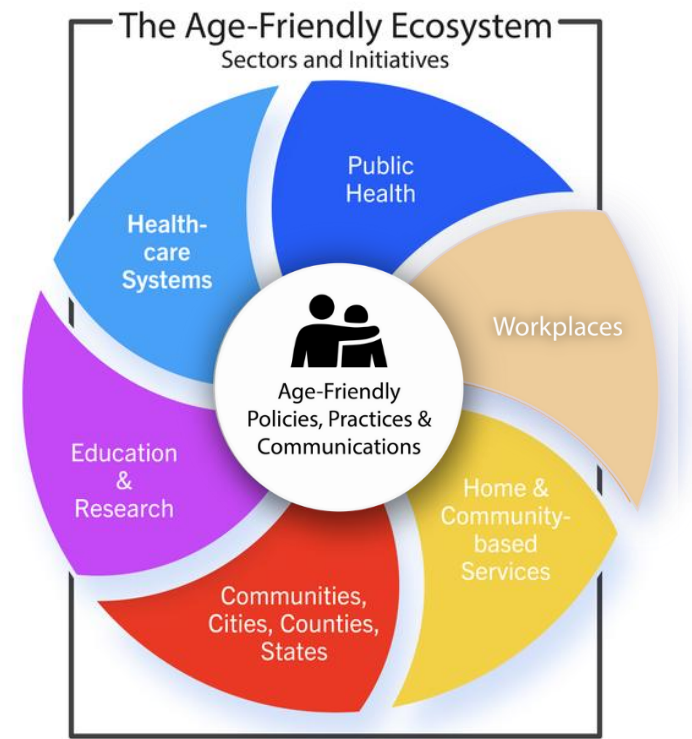 The Age-Friendly Ecosystem
Sectors and Initiatives
Public
Health
Workplaces
Home &
Community-
based
Services
Communities,
Cities, Counties,
States
Education
&
Research
Health-
care
Systems
Age-Friendly
Policies, Practices &
Communications